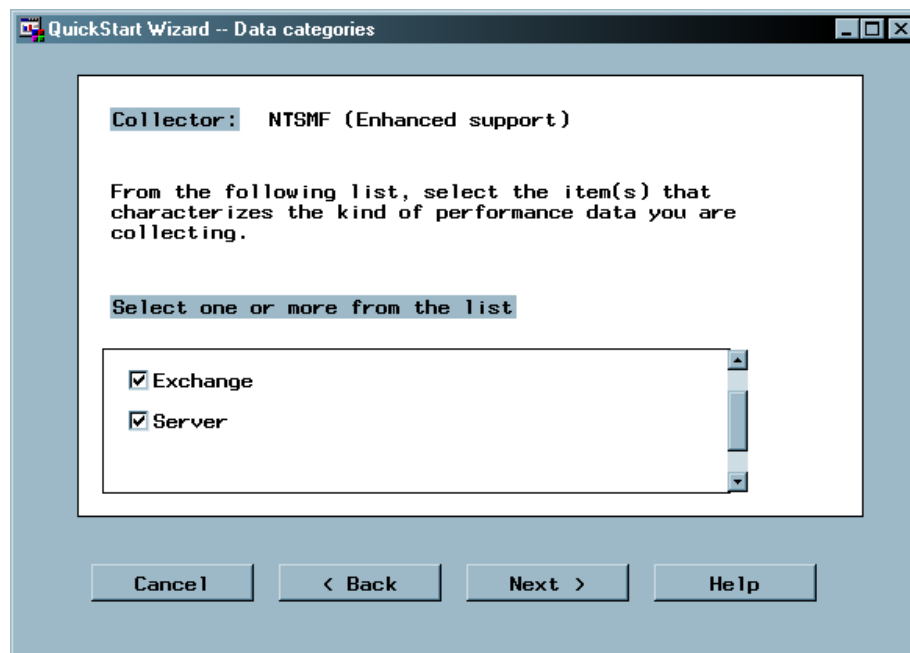 QuickStart Wizard -- Data categories
Collector: NTSMF (Enhanced support)
From the following list, select the item(s) that
characterizes the kind of performance data you are
collecting.
Select one or more from the list
Exchange
Server
Cancel < Back Next > Help